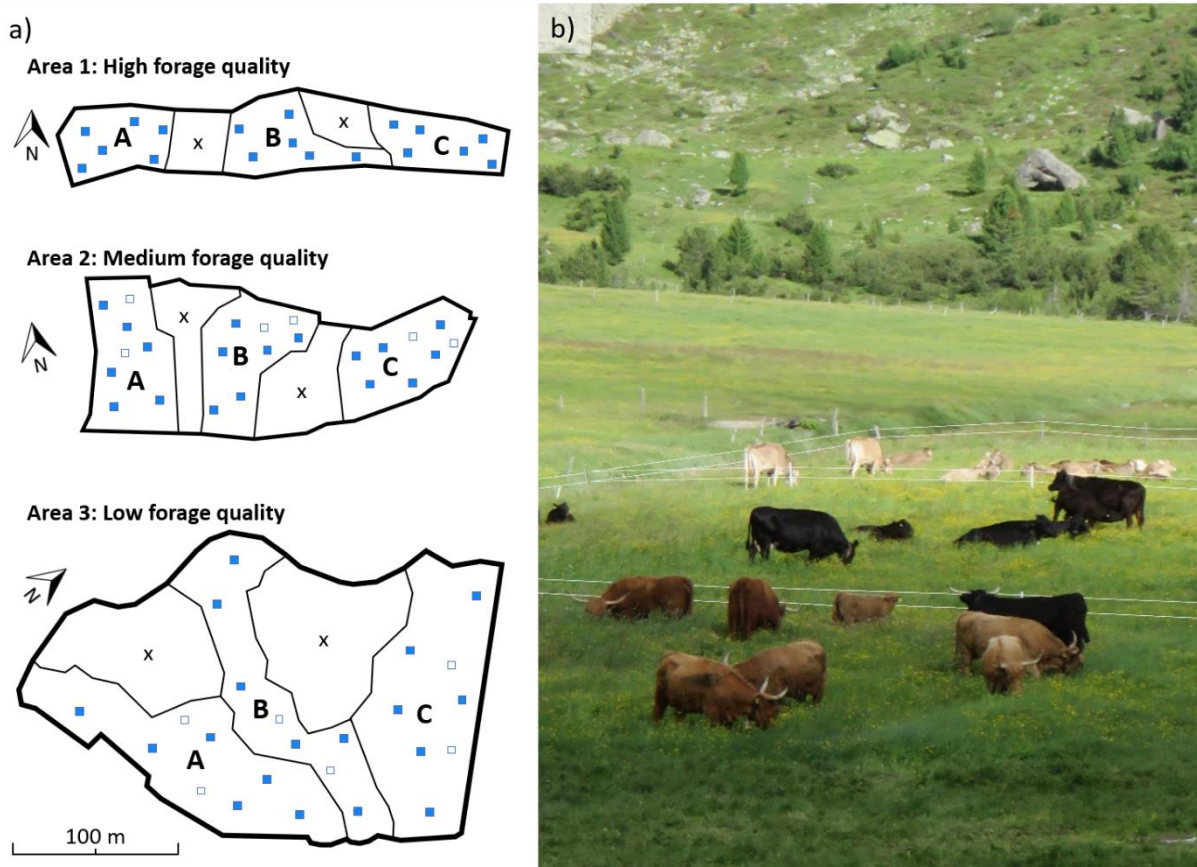 a)
Area 1: High forage quality
N
A
x
B
x
C
Area 2: Medium forage quality
N
A
x
B
x
C
Area 3: Low forage quality
N
x
A
B
x
C
100 m
b)